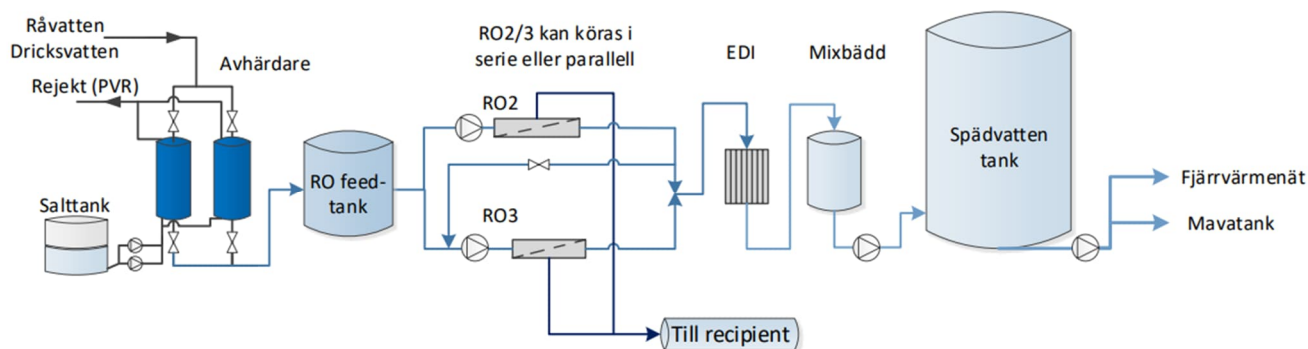 Råvatten
Dricksvatten
Rejekt (PVR)
Avhärdare
Salttank
RO feed-
tank
RO2/3 kan köras i
serie eller parallell
RO2
RO3
EDI
Mixbädd
Spädvatten
tank
Fjärrvärmenät
Mavatank
Till recipient